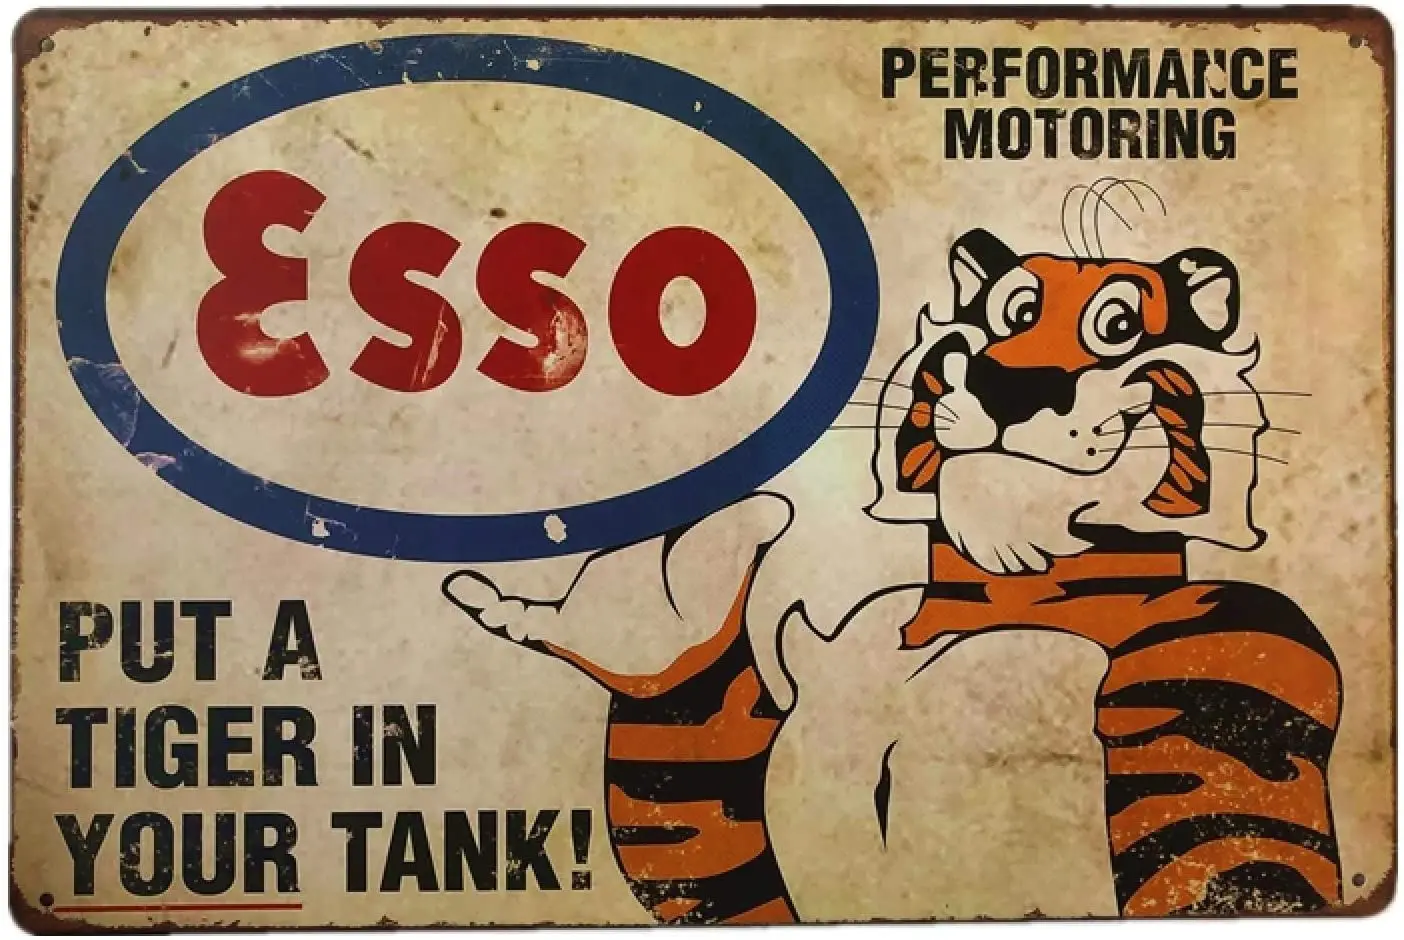 PERFORMANCE
MOTORING
Esso
PUT A
TIGER IN
YOUR TANK!